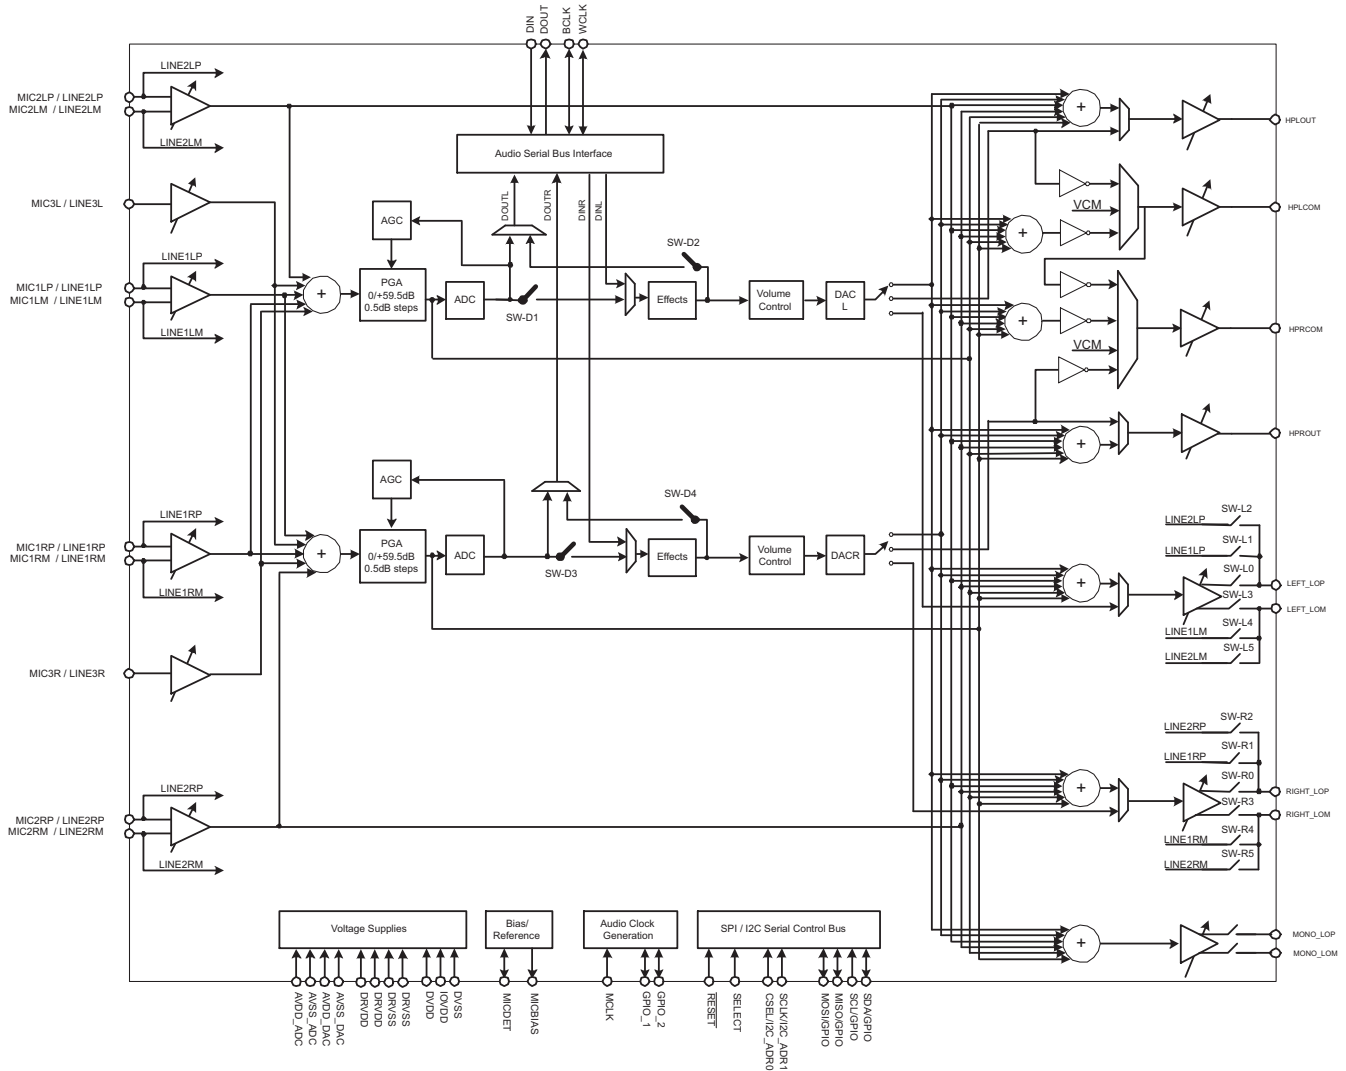 DIN
DOUT
BCLK
WCLK
LINE2LP
MIC2LP / LINE2LP
MIC2LM / LINE2LM
LINE2LM
Audio Serial Bus Interface
+
HPLOUT
MIC3L / LINE3L
AGC
DOUTL
DOUTR
DINR
DINL
VCM
HPLCOM
+
SW-D2
LINE1LP
MIC1LP / LINE1LP
MIC1LM / LINE1LM
LINE1LM
+
PGA
0/+59.5dB
0.5dB steps
ADC
SW-D1
Effects
Volume
Control
DAC
L
+
VCM
HPRCOM
+
HPROUT
AGC
SW-D4
LINE1RP
MIC1RP / LINE1RP
MIC1RM / LINE1RM
LINE1RM
+
PGA
0/+59.5dB
0.5dB steps
ADC
SW-D3
Effects
Volume
Control
DACR
+
SW-L2
LINE2LP
SW-L1
LINE1LP
SW-L0
LEFT_LOP
SW-L3
LEFT_LOM
SW-L4
LINE1LM
SW-L5
LINE2LM
MIC3R / LINE3R
SW-R2
LINE2RP
SW-R1
LINE1RP
SW-R0
RIGHT_LOP
SW-R3
RIGHT_LOM
SW-R4
LINE1RM
SW-R5
LINE2RM
+
LINE2RP
MIC2RP / LINE2RP
MIC2RM / LINE2RM
LINE2RM
+
MONO_LOP
MONO_LOM
Voltage Supplies
Bias/
Reference
Audio Clock
Generation
SPI / I2C Serial Control Bus
AVDD_ADC
AVSS_ADC
AVDD_DAC
AVSS_DAC
DRVDD
DRVDD
DRVSS
DRVSS
DVDD
IOVDD
DVSS
MICDET
MICBIAS
MCLK
GPIO_1
GPIO_2
RESET
SELECT
CSEL/I2C_ADR0
SCLK/I2C_ADR1
MOSI/GPIO
MISO/GPIO
SCL/GPIO
SDA/GPIO